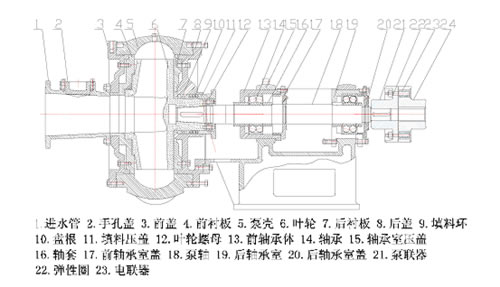 1 2 3 4 5 6 7 8 9 10 11 12 13 14 15 16 17 18 19 20 21 22 23 24
1.进水管 2.手孔盖 3.前盖 4.前衬板 5.泵壳 6.叶轮 7.后衬板 8.后盖 9.填料环
10.盘根 11.填料压盖 12.叶轮螺母 13.前轴承体 14.轴承 15.轴承室压盖
16.轴套 17.前轴承室盖 18.泵轴 19.后轴承室 20.后轴承室盖 21.泵联器
22.弹性圈 23.电联器